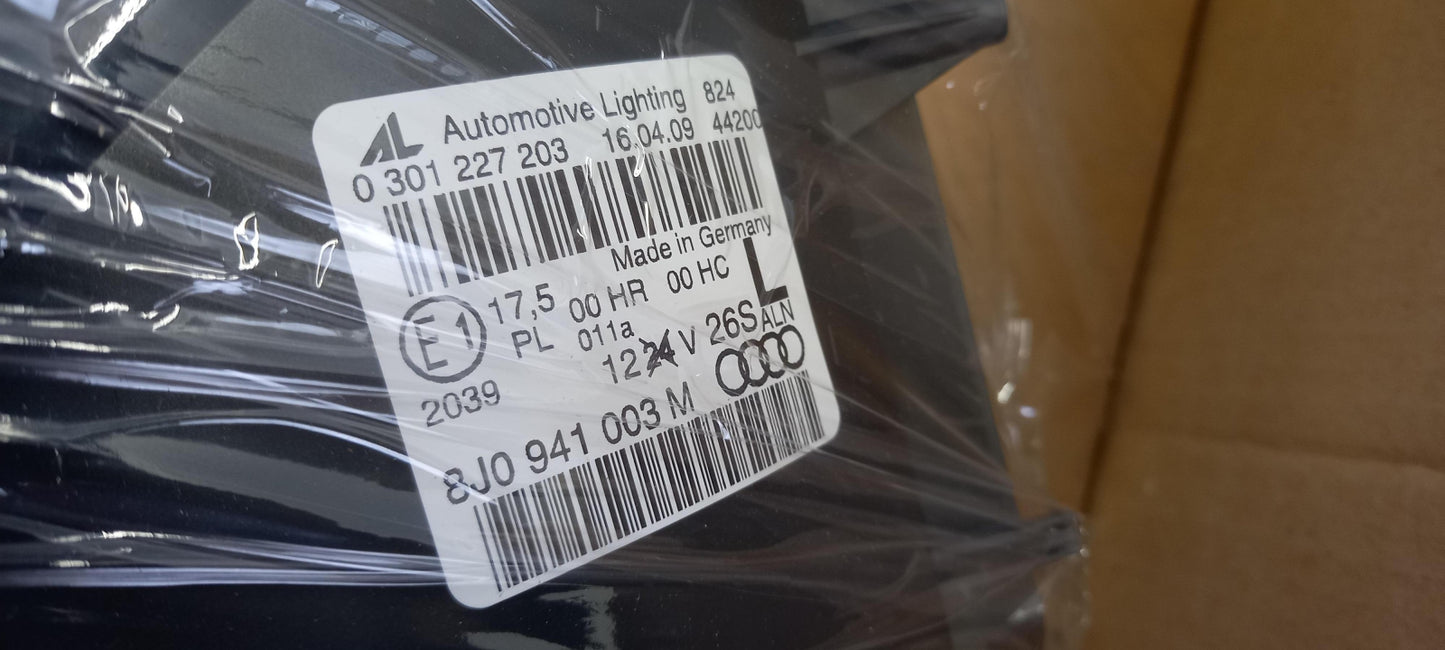 AL Automotive Lighting 824
0 301 227 203 16.04.09 44200
Made in Germany
E1 17,5 00 HR 00 HC L
PL 011a
12 24 V 26S ALN
2039
8J0 941 003 M